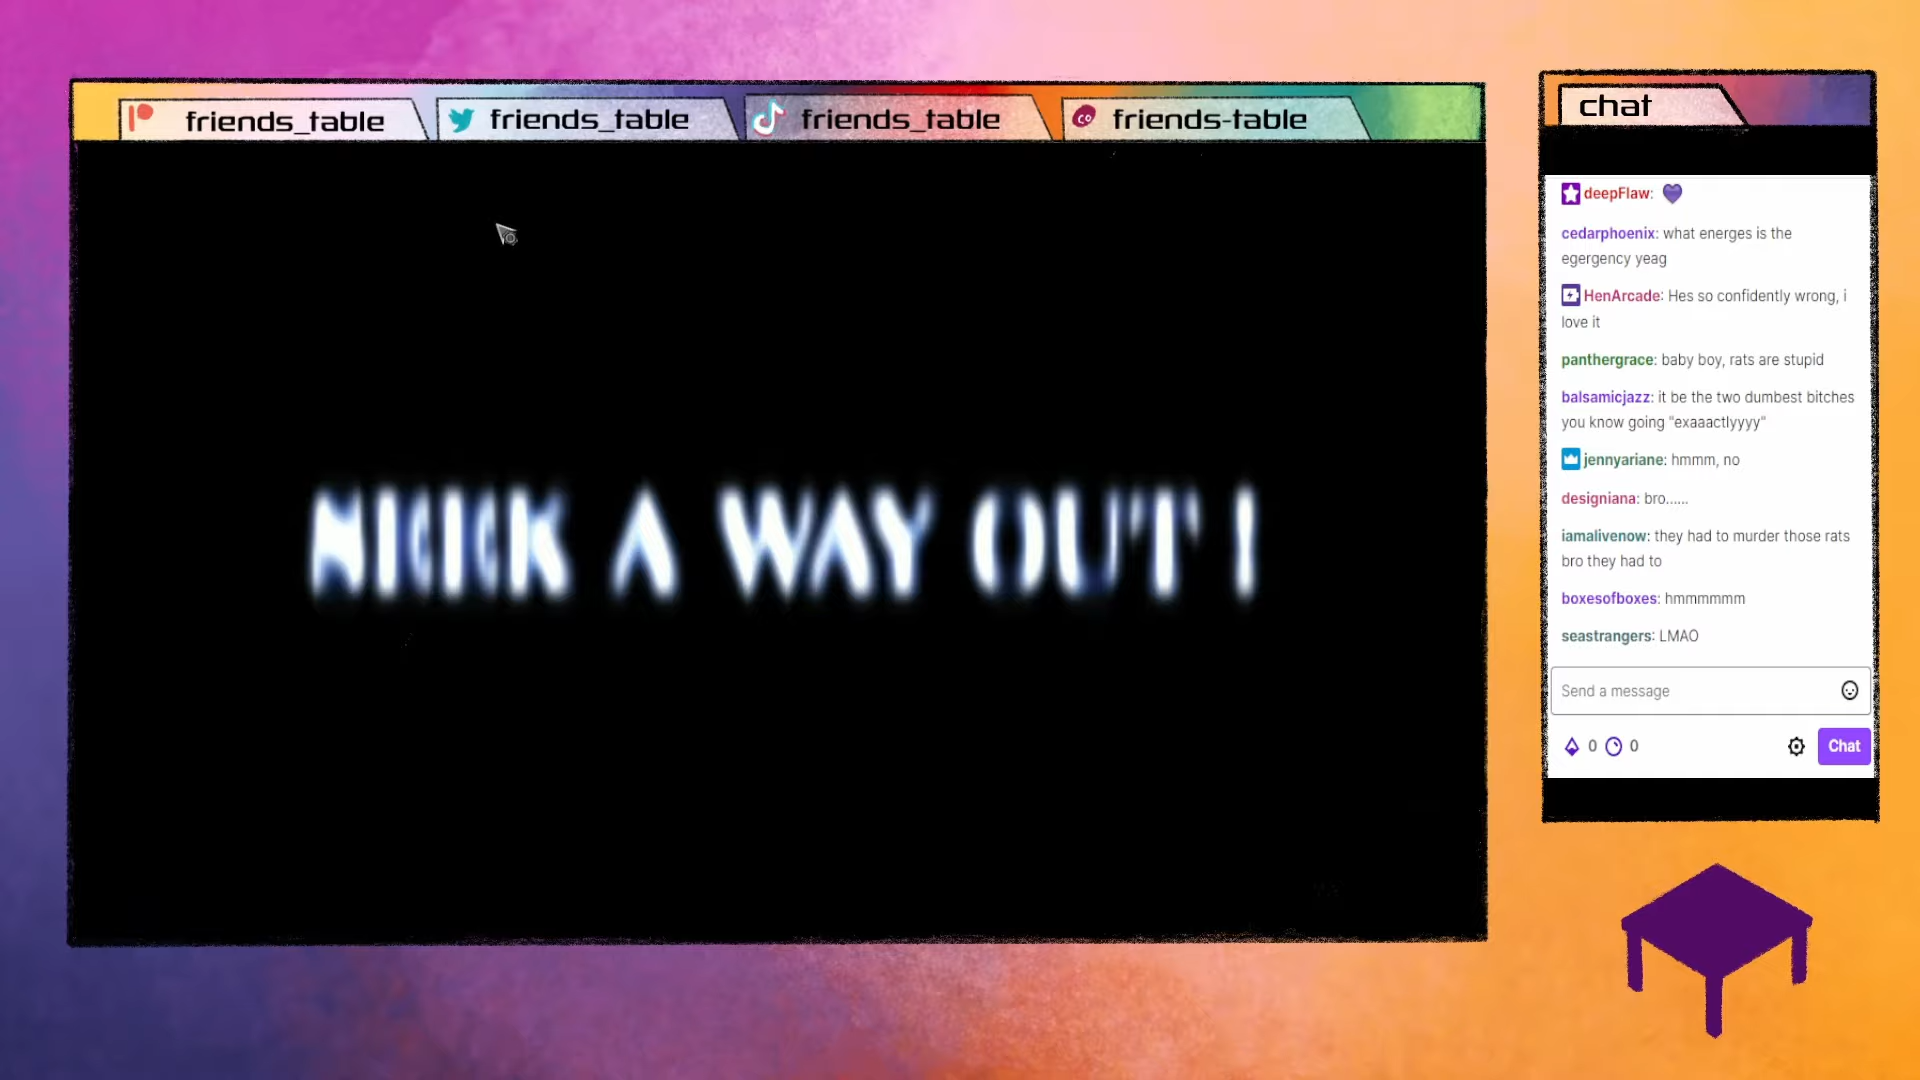 friends_table
friends_table
friends_table
friends-table
A WAY OUT !
chat
deepFlaw: 💜
cedarphoenix: what energes is the
egergency yeag
HenArcade: Hes so confidently wrong, i
love it
panthergrace: baby boy, rats are stupid
balsamicjazz: it be the two dumbest bitches
you know going "exaaactlyyyy"
jennyariane: hmmm, no
designiana: bro......
iamalivenow: they had to murder those rats
bro they had to
boxesofboxes: hmmmmmm
seastrangers: LMAO
Send a message
0 0
Chat